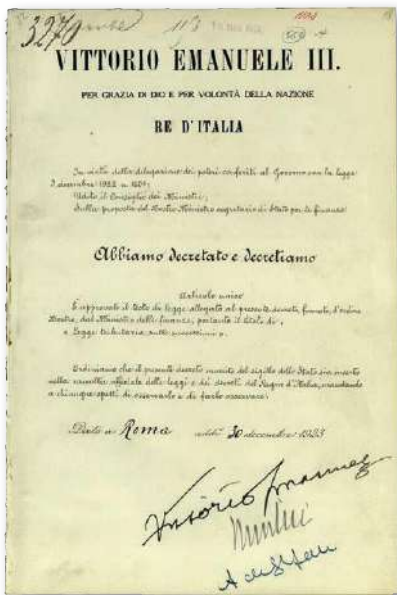 3270
VITTORIO EMANUELE III.
PER GRAZIA DI DIO E PER VOLONTÀ DELLA NAZIONE
RE D'ITALIA
In virtù della delegazione dei poteri conferiti al Governo con la legge
3 dicembre 1922 n. 1601;
Udito il Consiglio dei Ministri;
Sulla proposta del Nostro Ministro segretario di Stato per le finanze
Abbiamo decretato e decretiamo
Articolo unico
È approvato il testo di legge allegato al presente decreto, firmato, d'ordine
Nostro, dal Ministro delle finanze, portante il titolo di "
" Legge tributaria sulle successioni".
Ordiniamo che il presente decreto munito del sigillo dello Stato sia inserto
nella raccolta ufficiale delle leggi e dei decreti del Regno d'Italia, mandando
a chiunque spetti di osservarlo e di farlo osservare.
Dato a Roma addì 30 dicembre 1923
Vittorio Emanuele